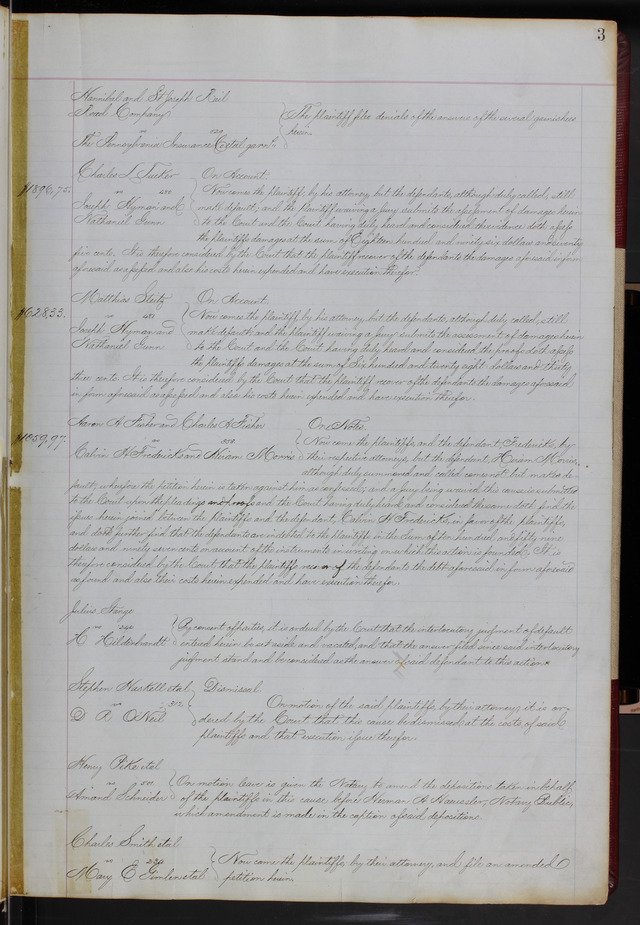 3
Hannibal and St Joseph Rail
Road Company
The plaintiff files denials of the answers of the several garnishees
vs
herein
The Pennsylvania Insurance Co etal garnt
Charles L. Tucker On Account.
$1896,75. Now comes the plaintiff, by his attorney, but the defendants, although duly called, still
vs
Joseph Hyman and make default; and the plaintiff waiving a jury submits the assessment of damages herein
Nathaniel Gunn to the Court and the Court having duly heard and considered the evidence doth assess
the plaintiffs damages at the sum of Eighteen hundred and ninety six dollars and seventy
five cents. It is therefore considered by the Court that the plaintiff recover of the defendants the damages aforesaid in form
aforesaid assessed and also his costs herein expended and have execution therefor.
Matthias Steitz On Account.
$628,33. vs 481 Now comes the plaintiff, by his attorney, but the defendants, although duly called, still
Joseph Hyman and make default; and the plaintiff waiving a jury submits the assessment of damages herein
Nathaniel Gunn to the Court and the Court having duly heard and considered the proofs doth assess
the plaintiffs damages at the sum of Six hundred and twenty eight dollars and thirty
three cents. It is therefore considered by the Court that the plaintiff recover of the defendants the damages aforesaid
in form aforesaid assessed and also his costs herein expended and have execution therefor.
Aaron A Fisher and Charles A Fisher On Note.
$1059,97. vs 500 Now come the plaintiffs, and the defendant, Frederick, by
Calvin H Frederick and Hiram Morris their respective attorneys, but the defendant, Hiram Morris,
although duly summoned and called comes not but makes de-
fault; wherefore the petition herein is taken against him as confessed; and a jury being waived, this cause is submitted
to the Court upon the pleadings and proofs and the Court having duly heard and considered the same doth find the
issue herein joined between the plaintiffs and the defendant, Calvin H Frederick, in favor of the plaintiffs,
and doth further find that the defendants are indebted to the plaintiffs in the sum of ten hundred and fifty nine
dollars and ninety seven cents on account of the instruments in writing on which this action is founded. It is
therefore considered by the Court that the plaintiffs recover of the defendants the debt aforesaid in form aforesaid
as found and also their costs herein expended and have execution therefor.
Julius Stange
By consent of parties, it is ordered by the Court that the interlocutory judgment of default
vs 240
H Hildenbrandt entered herein be set aside and vacated, and that the answer filed since said interlocutory
judgment stand and be considered as the answer of said defendant to this action.
Stephen Haskell etal Dismissal
vs 312 On motion of the said plaintiffs, by their attorney, it is or-
D R O'Neil dered by the Court that this cause be dismissed at the costs of said
plaintiffs and that execution issue therefor.
Henry Pike etal
vs 501 On motion leave is given the Notary to amend the depositions taken in behalf
Amand Schneider of the plaintiffs in this cause before Herman A Haeussler, Notary Public,
which amendment is made in the caption of said depositions.
Charles Smith etal
vs Now come the plaintiffs, by their attorney, and file an amended
Mary E etal petition herein